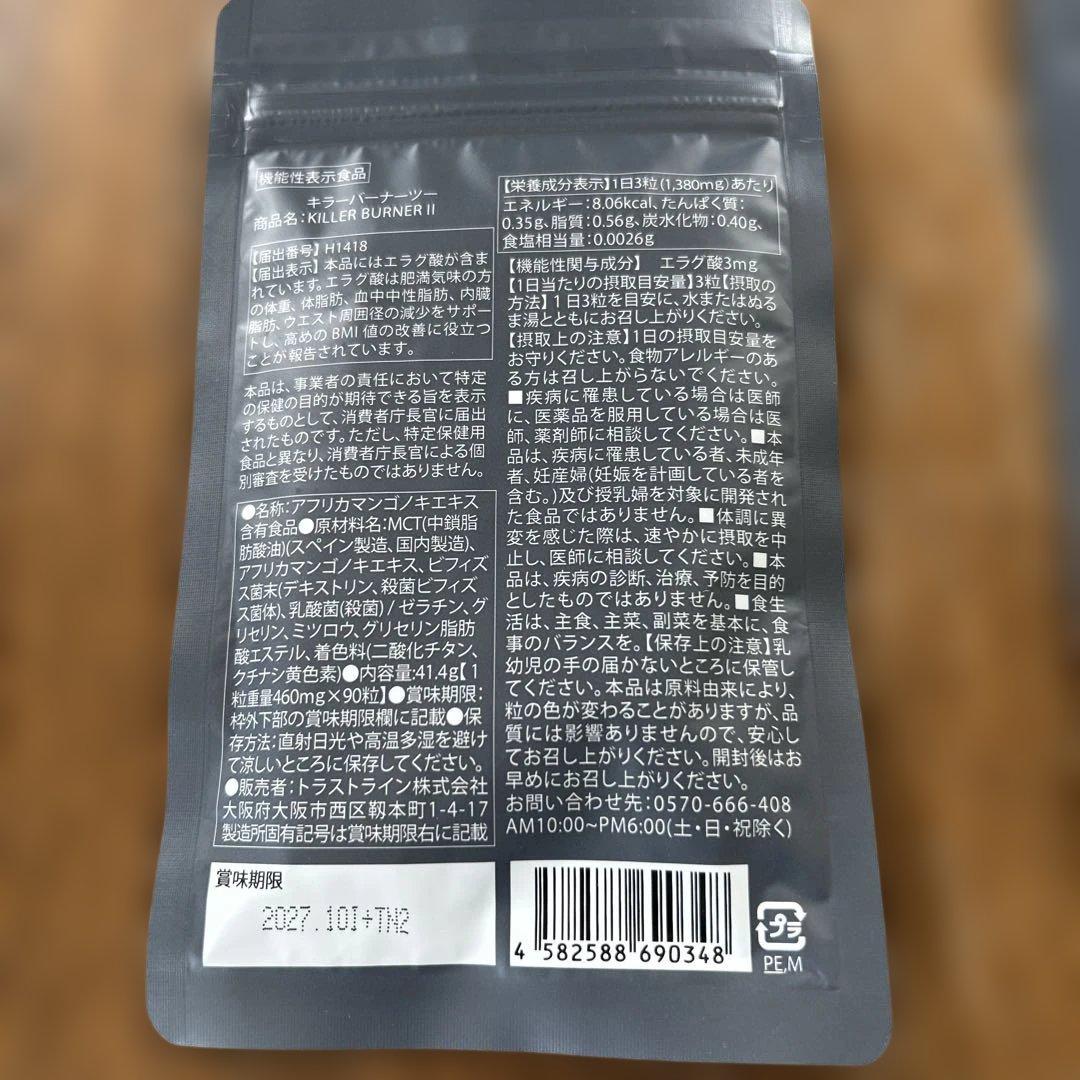 機能性表示食品
キラーバーナーツー
商品名:KILLER BURNER II
【届出番号】H1418
【届出表示】本品にはエラグ酸が含ま
れています。エラグ酸は肥満気味の方
の体重、体脂肪、血中中性脂肪、内臓
脂肪、ウエスト周囲径の減少をサポー
トし、高めのBMI値の改善に役立つ
ことが報告されています。
本品は、事業者の責任において特定
の保健の目的が期待できる旨を表示
するものとして、消費者庁長官に届出
されたものです。ただし、特定保健用
食品と異なり、消費者庁長官による個
別審査を受けたものではありません。
●名称:アフリカマンゴノキエキス
含有食品●原材料名:MCT(中鎖脂
肪酸油)(スペイン製造、国内製造)、
アフリカマンゴノキエキス、ビフィズ
ス菌末(デキストリン、殺菌ビフィズ
ス菌体)、乳酸菌(殺菌)/ゼラチン、グ
リセリン、ミツロウ、グリセリン脂肪
酸エステル、着色料(二酸化チタン、
クチナシ黄色素)●内容量:41.4g【1
粒重量460mg×90粒】●賞味期限:
枠外下部の賞味期限欄に記載●保
存方法:直射日光や高温多湿を避け
て涼しいところに保存してください。
●販売者:トラストライン株式会社
大阪府大阪市西区靱本町1-4-17
製造所固有記号は賞味期限右に記載
【栄養成分表示】1日3粒(1,380mg)あたり
エネルギー:8.06kcal、たんぱく質:
0.35g、脂質:0.56g、炭水化物:0.40g、
食塩相当量:0.0026g
【機能性関与成分】 エラグ酸3mg
【1日当たりの摂取目安量】3粒【摂取の
方法】1日3粒を目安に、水またはぬる
ま湯とともにお召し上がりください。
【摂取上の注意】1日の摂取目安量を
お守りください。食物アレルギーのあ
る方は召し上がらないでください。
■疾病に罹患している場合は医師
に、医薬品を服用している場合は医
師、薬剤師に相談してください。■本
品は、疾病に罹患している者、未成年
者、妊産婦(妊娠を計画している者を
含む。)及び授乳婦を対象に開発され
た食品ではありません。■体調に異
変を感じた際は、速やかに摂取を中
止し、医師に相談してください。■本
品は、疾病の診断、治療、予防を目的
としたものではありません。■食生
活は、主食、主菜、副菜を基本に、食
事のバランスを。【保存上の注意】乳
幼児の手の届かないところに保管し
てください。本品は原料由来により、
粒の色が変わることがありますが、品
質には影響ありませんので、安心し
てお召し上がりください。開封後はお
早めにお召し上がりください。
お問い合わせ先:0570-666-408
AM10:00~PM6:00(土・日・祝除く)
賞味期限
2027.10I+TN2
4 582588 690348
プラ
PE,M